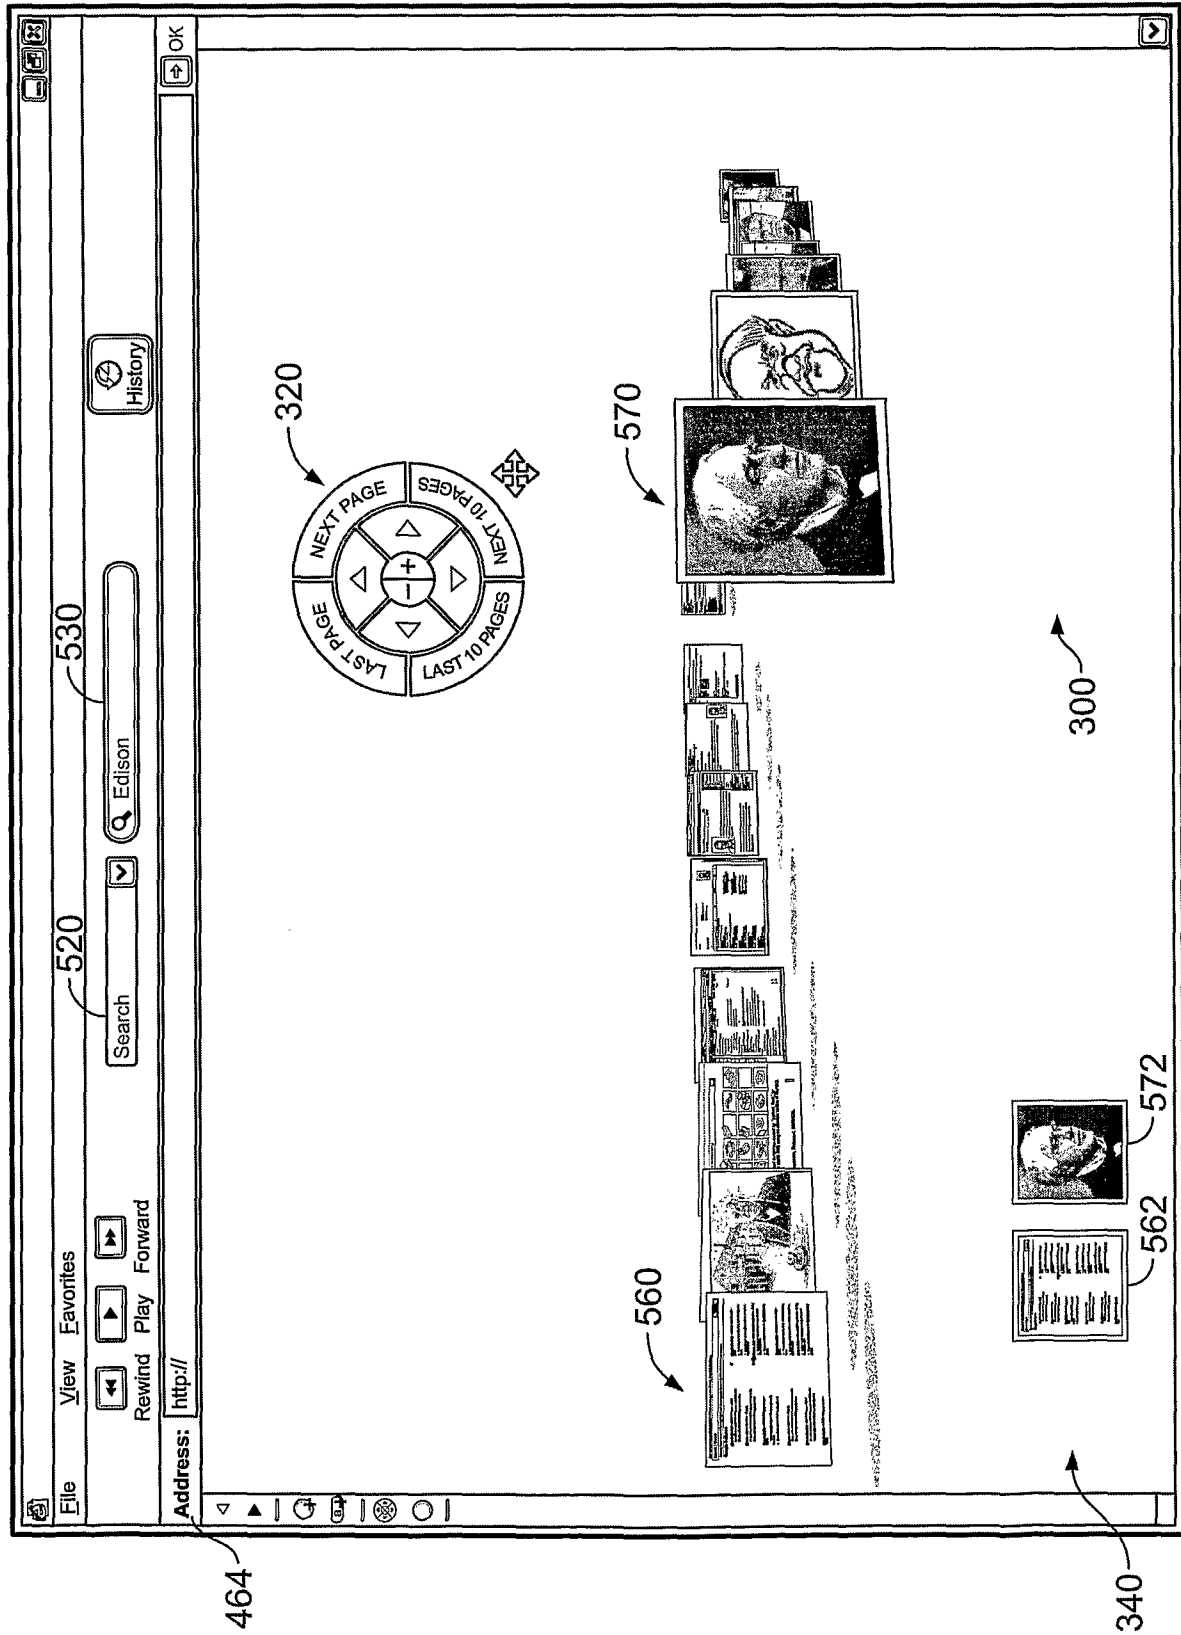 File View Favorites
Rewind Play Forward
Search
Edison
History
Address: http://
OK
LAST PAGE
NEXT PAGE
LAST 10 PAGES
NEXT 10 PAGES
- +
520
530
320
464
560
570
562
572
340
300